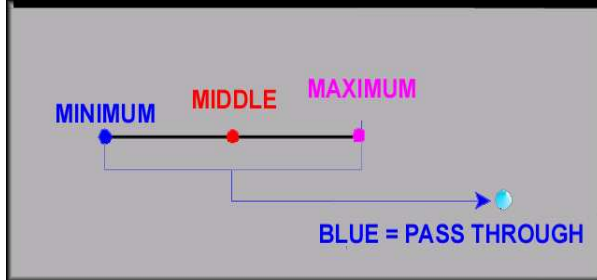 MAXIMUM
MIDDLE
MINIMUM
BLUE = PASS THROUGH